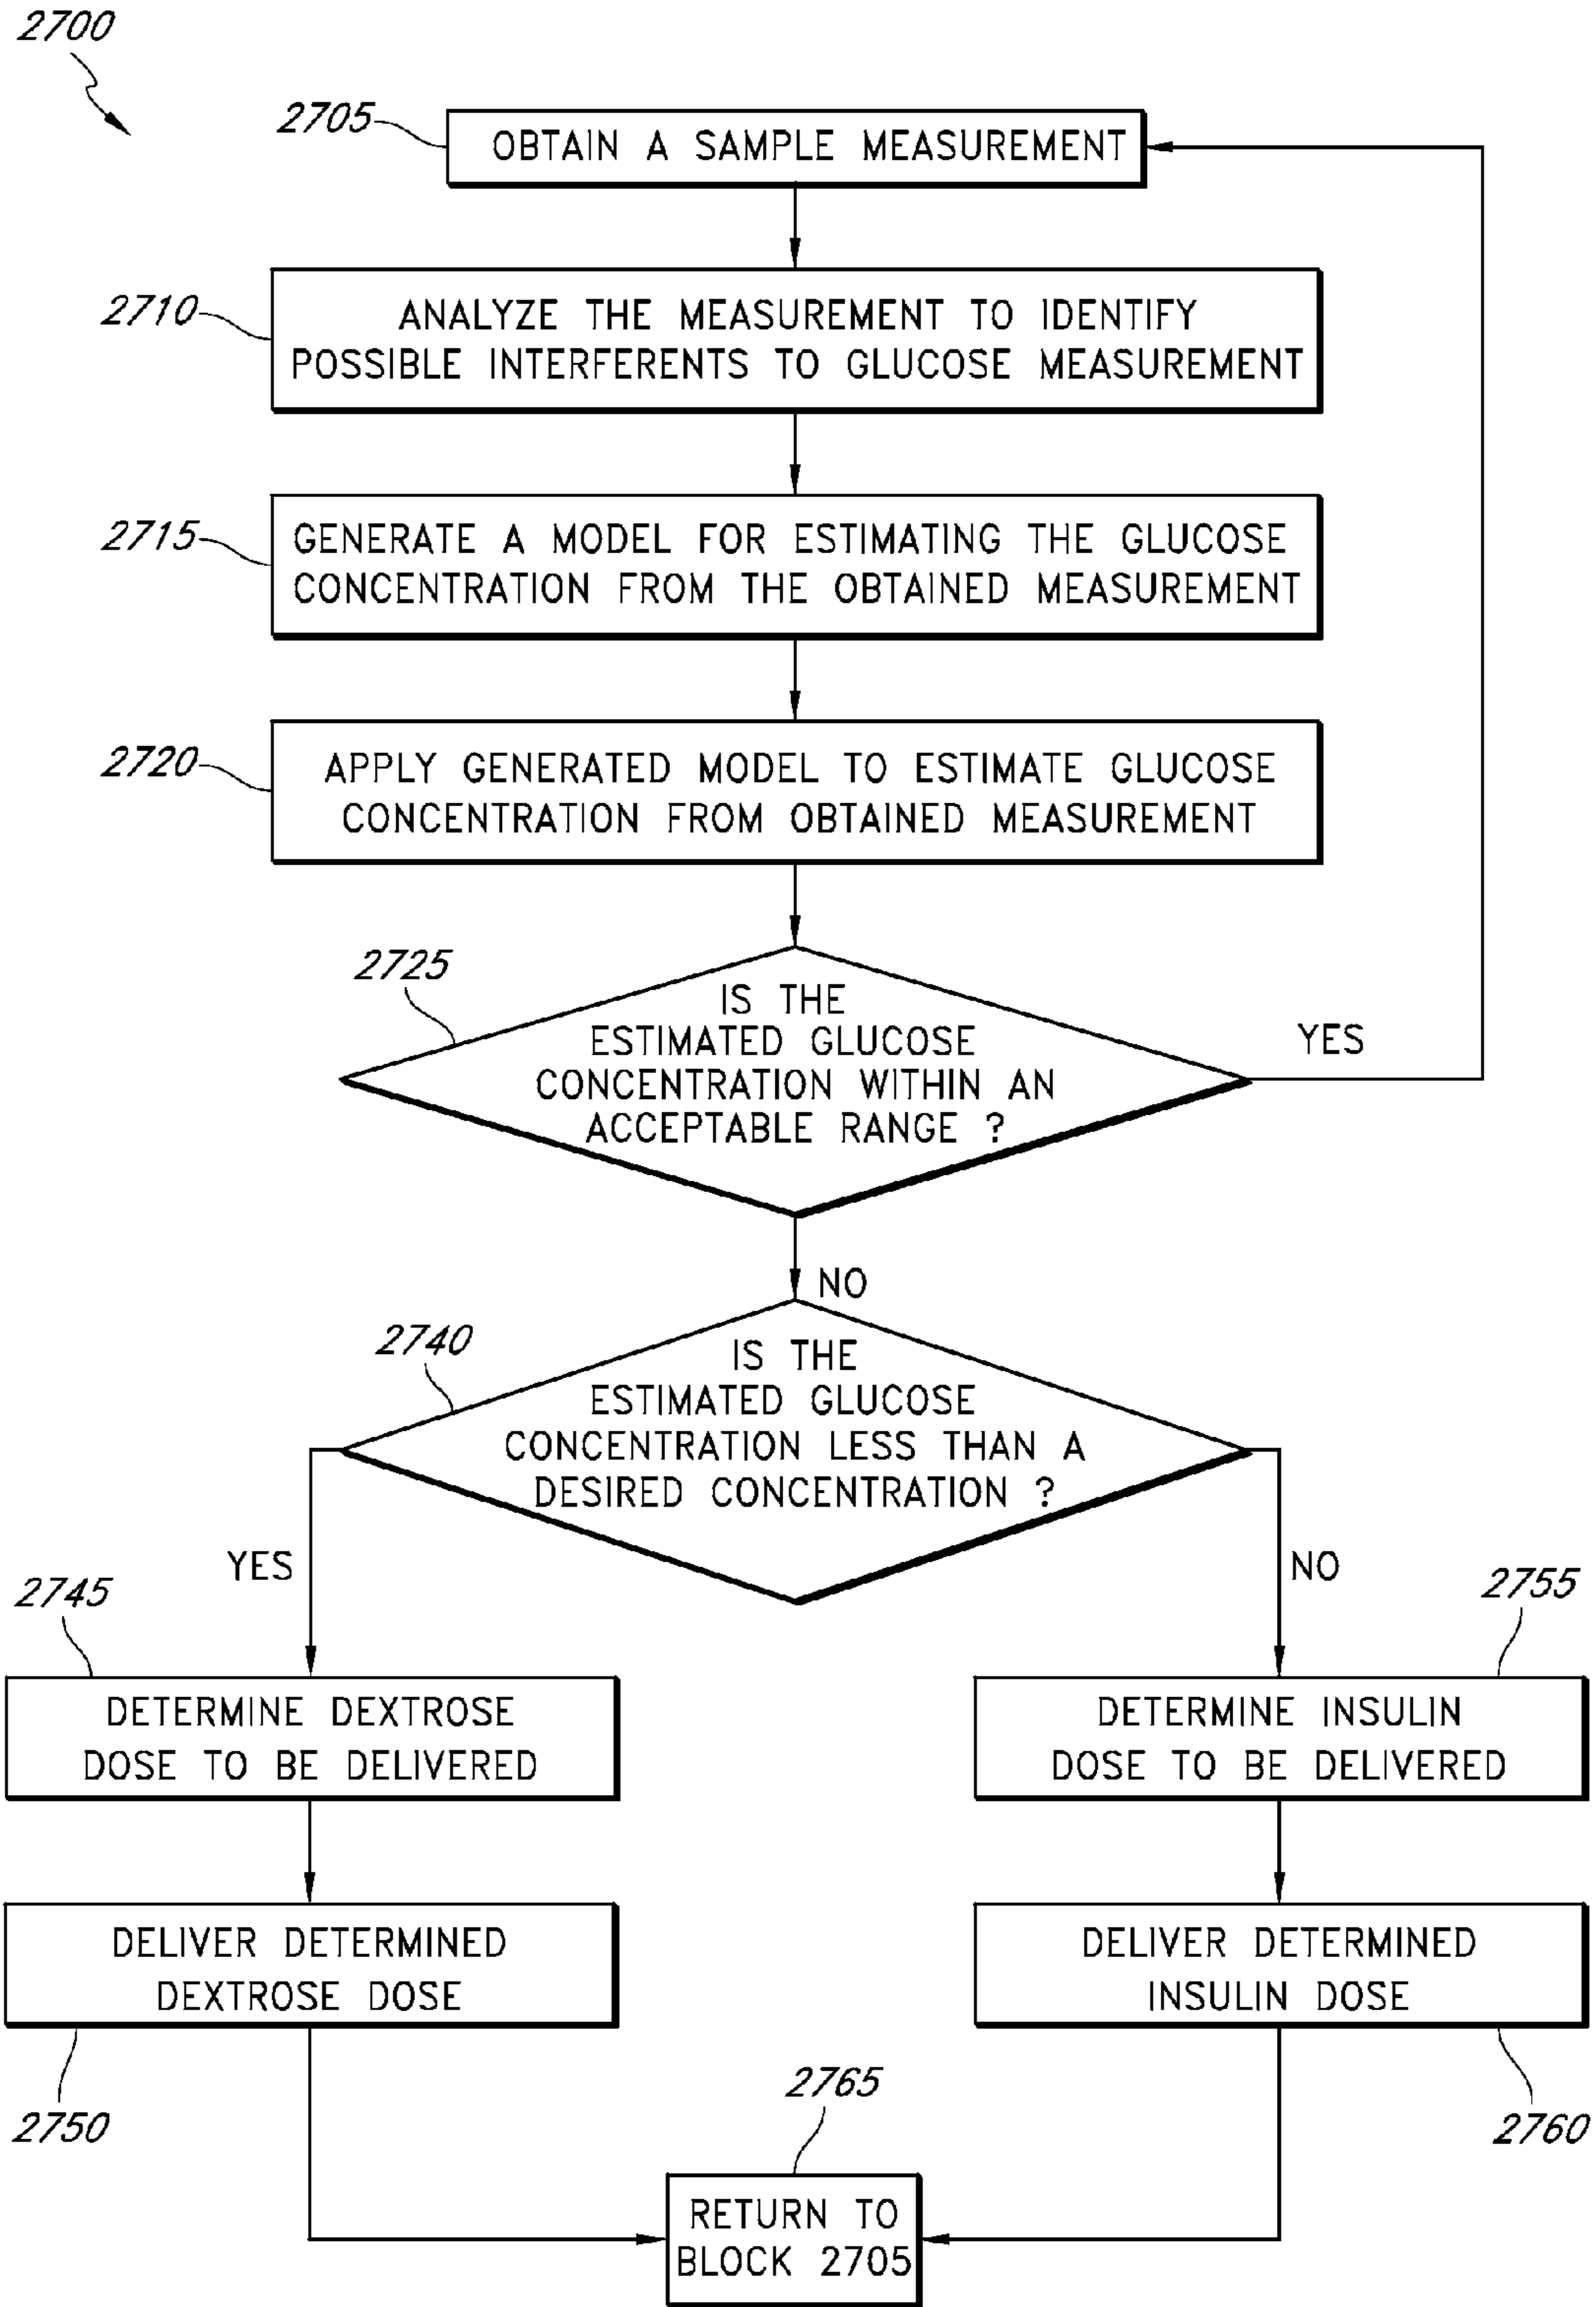 2700
2705
OBTAIN A SAMPLE MEASUREMENT
2710
ANALYZE THE MEASUREMENT TO IDENTIFY
POSSIBLE INTERFERENTS TO GLUCOSE MEASUREMENT
2715
GENERATE A MODEL FOR ESTIMATING THE GLUCOSE
CONCENTRATION FROM THE OBTAINED MEASUREMENT
2720
APPLY GENERATED MODEL TO ESTIMATE GLUCOSE
CONCENTRATION FROM OBTAINED MEASUREMENT
2725
IS THE
ESTIMATED GLUCOSE
CONCENTRATION WITHIN AN
ACCEPTABLE RANGE ?
YES
NO
2740
IS THE
ESTIMATED GLUCOSE
CONCENTRATION LESS THAN A
DESIRED CONCENTRATION ?
YES
NO
2745
DETERMINE DEXTROSE
DOSE TO BE DELIVERED
2755
DETERMINE INSULIN
DOSE TO BE DELIVERED
DELIVER DETERMINED
DEXTROSE DOSE
2750
DELIVER DETERMINED
INSULIN DOSE
2760
2765
RETURN TO
BLOCK 2705